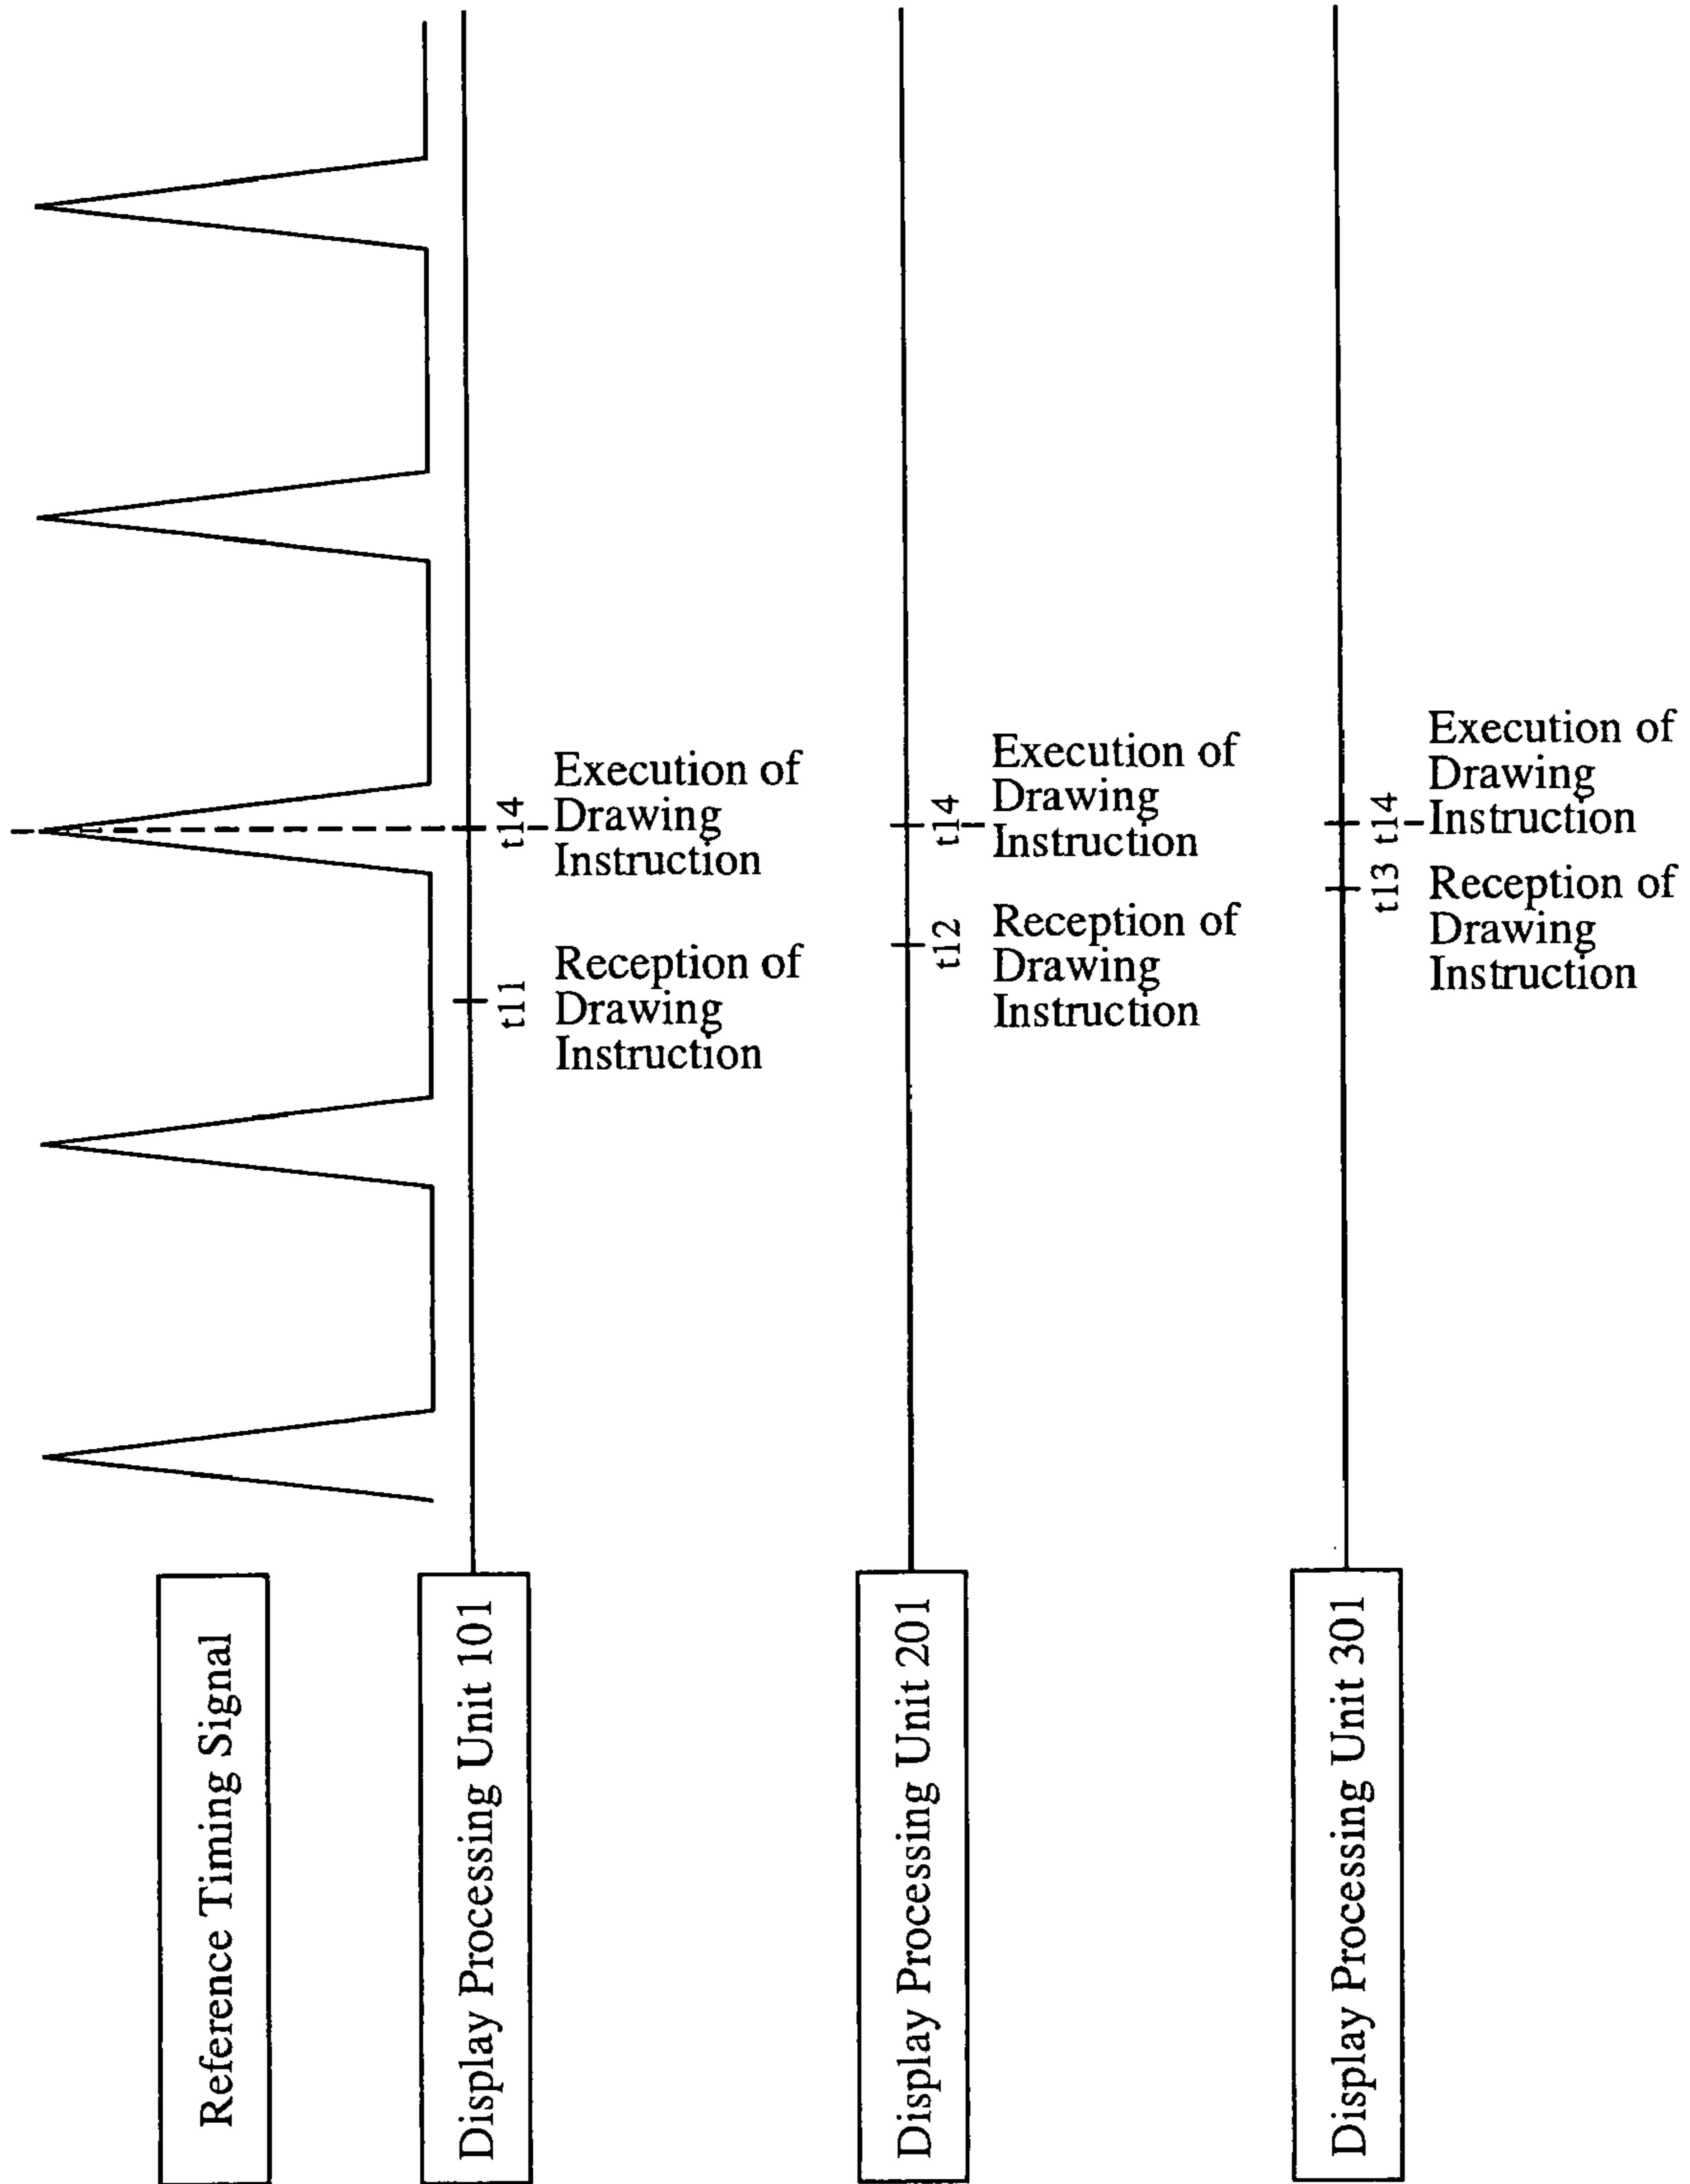 Reference Timing Signal
Display Processing Unit 101
t11
Reception of
Drawing
Instruction
t14
Execution of
Drawing
Instruction
Display Processing Unit 201
t12
Reception of
Drawing
Instruction
t14
Execution of
Drawing
Instruction
Display Processing Unit 301
t13
Reception of
Drawing
Instruction
t14
Execution of
Drawing
Instruction